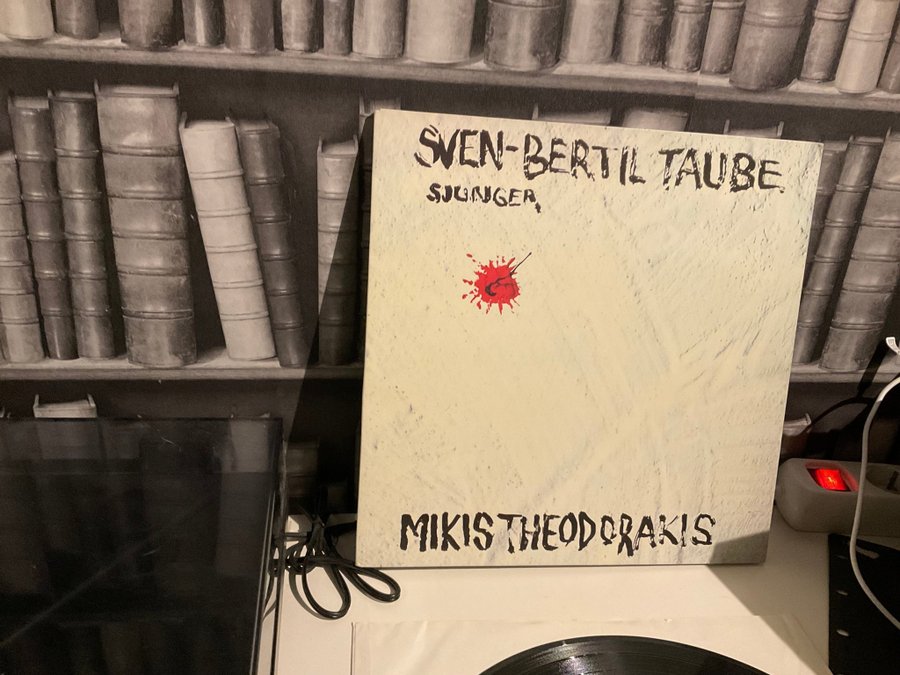 SVEN-BERTIL TAUBE
SJUNGER,
MIKIS THEODORAKIS